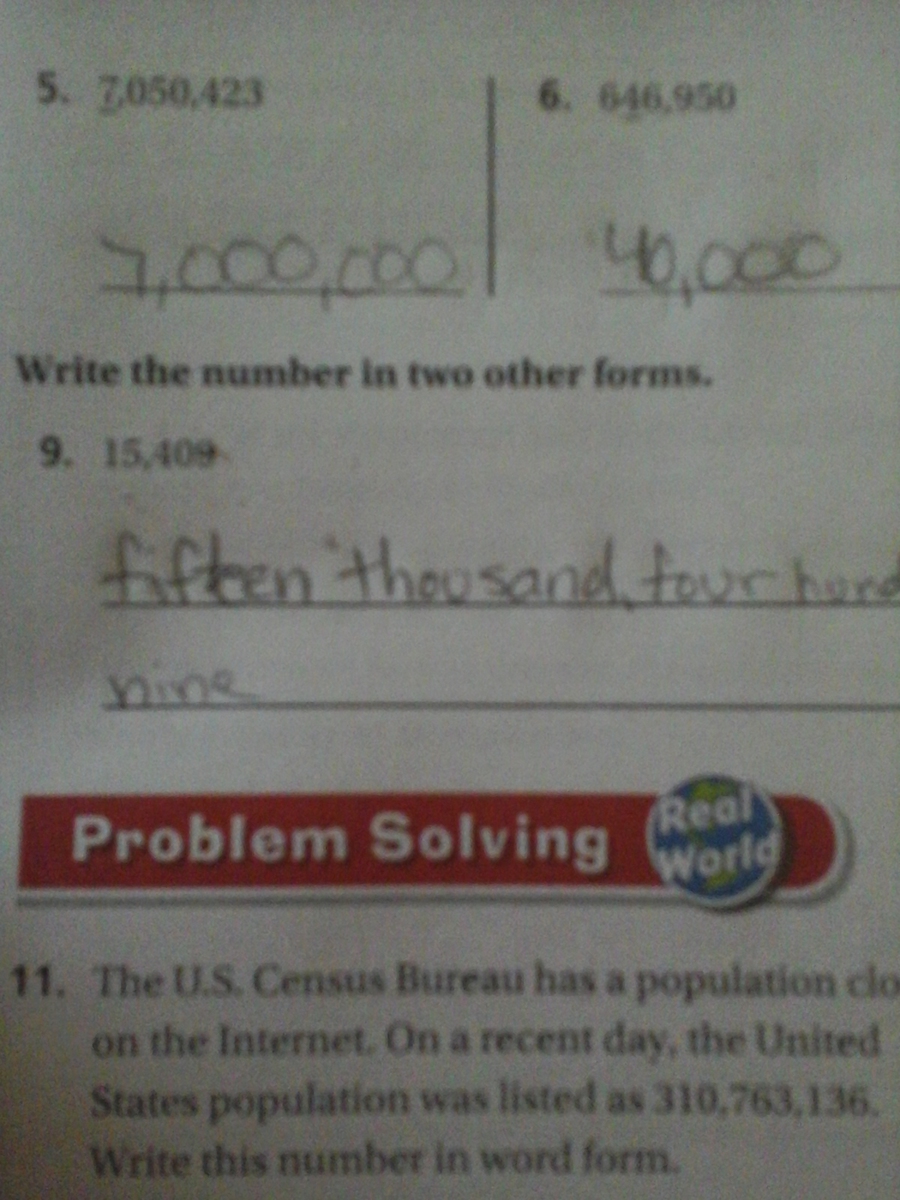 5. 7,050,423 6. 646,950
7,000,000 40,000
Write the number in two other forms.
9. 15,409
fifteen thousand, four hund
nine
Problem Solving Real
World
11. The U.S. Census Bureau has a population clo
on the Internet. On a recent day, the United
States population was listed as 310,763,136.
Write this number in word form.